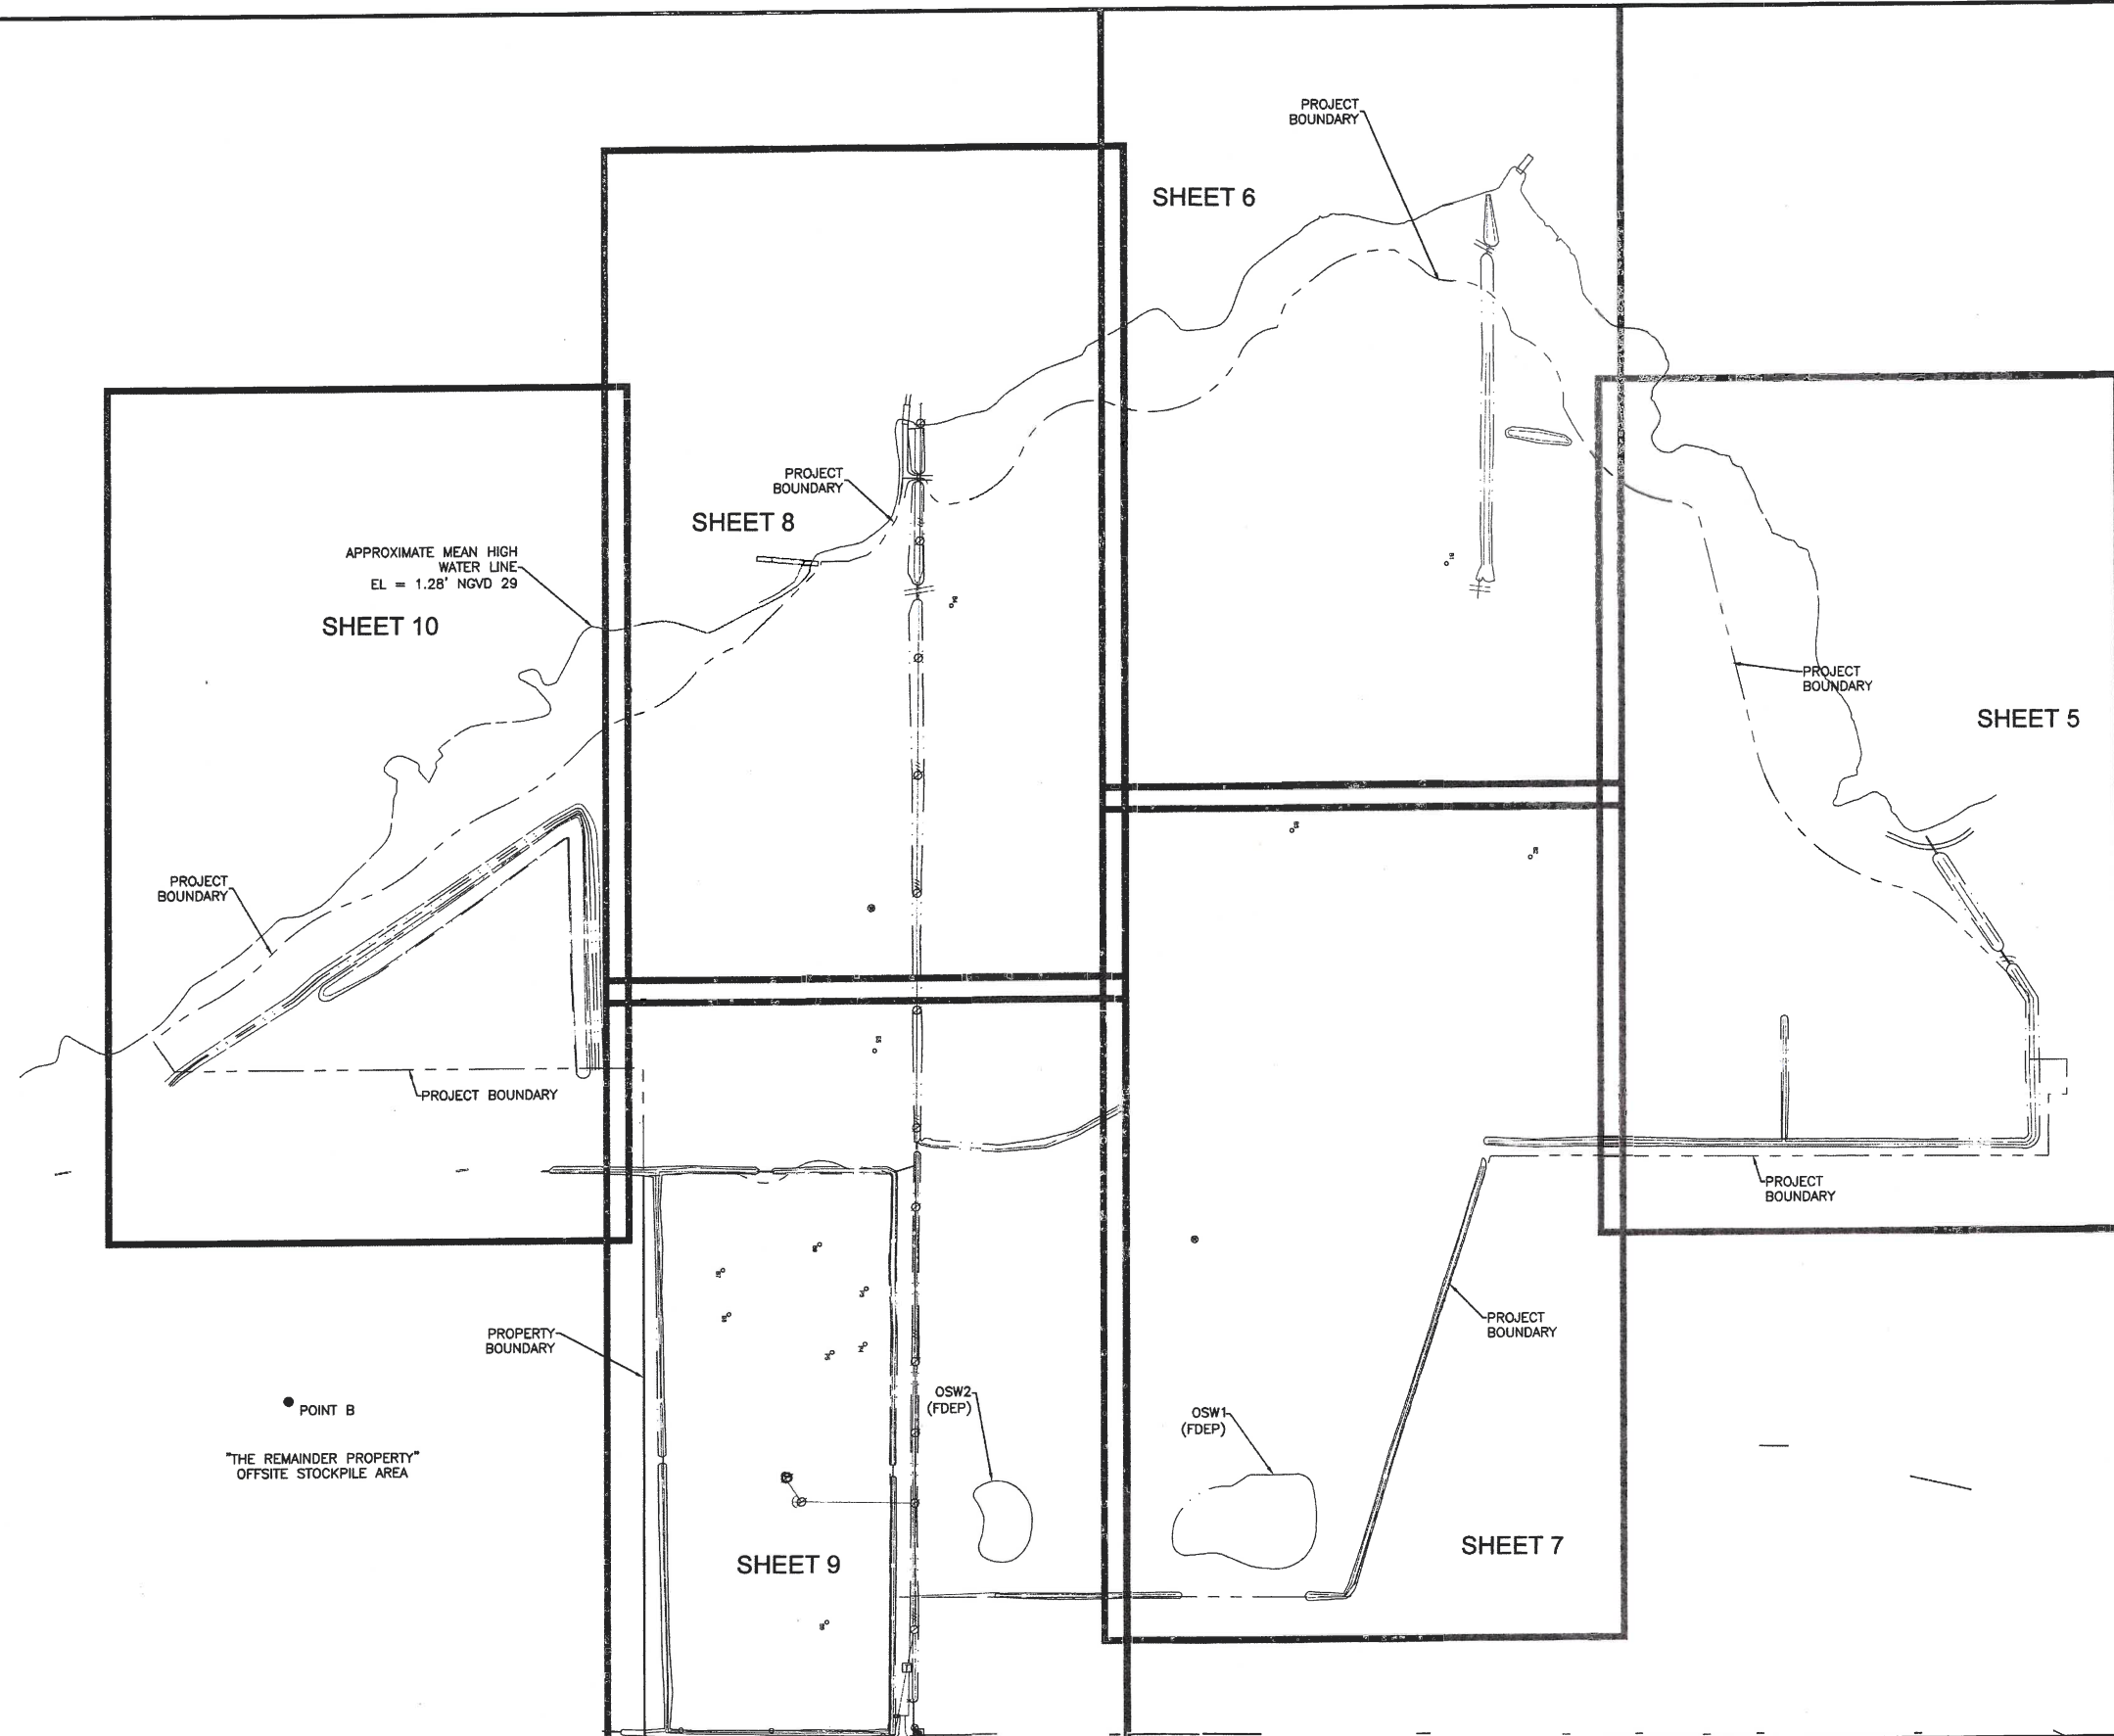 PROJECT
BOUNDARY
SHEET 6
PROJECT
BOUNDARY
SHEET 8
APPROXIMATE MEAN HIGH
WATER LINE
EL = 1.28' NGVD 29
SHEET 10
PROJECT
BOUNDARY
SHEET 5
PROJECT
BOUNDARY
PROJECT BOUNDARY
PROJECT
BOUNDARY
PROPERTY
BOUNDARY
PROJECT
BOUNDARY
OSW2
(FDEP)
OSW1
(FDEP)
POINT B
"THE REMAINDER PROPERTY"
OFFSITE STOCKPILE AREA
SHEET 9
SHEET 7